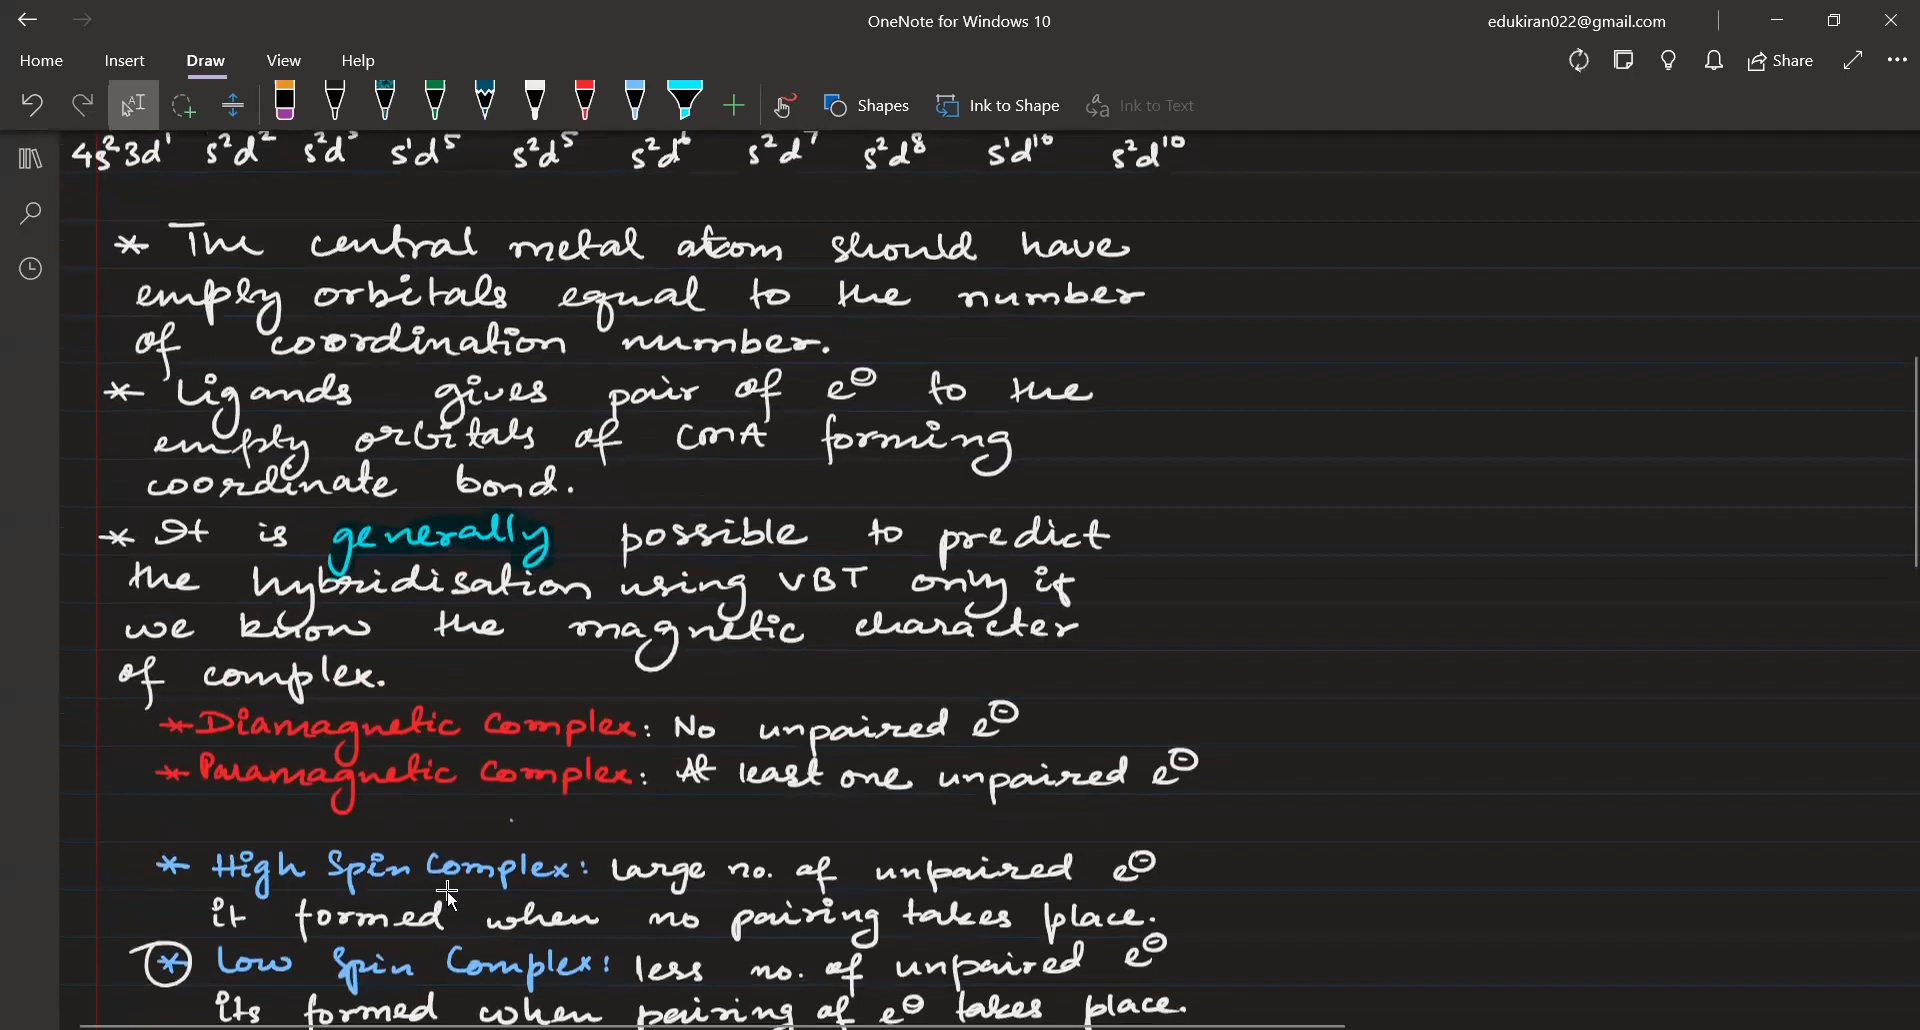 OneNote for Windows 10
edukiran022@gmail.com
Home Insert Draw View Help
Share
Shapes Ink to Shape Ink to Text
4s²3d¹ s²d² s²d³ s¹d⁵ s²d⁵ s²d⁶ s²d⁷ s²d⁸ s¹d¹⁰ s²d¹⁰
* The central metal atom should have
empty orbitals equal to the number
of coordination number.
* Ligands gives pair of e⊖ to the
empty orbitals of CMA forming
coordinate bond.
* It is generally possible to predict
the hybridisation using VBT only if
we know the magnetic character
of complex.
* Diamagnetic Complex: No unpaired e⊖
* Paramagnetic Complex: At least one unpaired e⊖
* High Spin Complex: large no. of unpaired e⊖
it formed when no pairing takes place.
* Low Spin Complex: less no. of unpaired e⊖
its formed when pairing of e⊖ takes place.